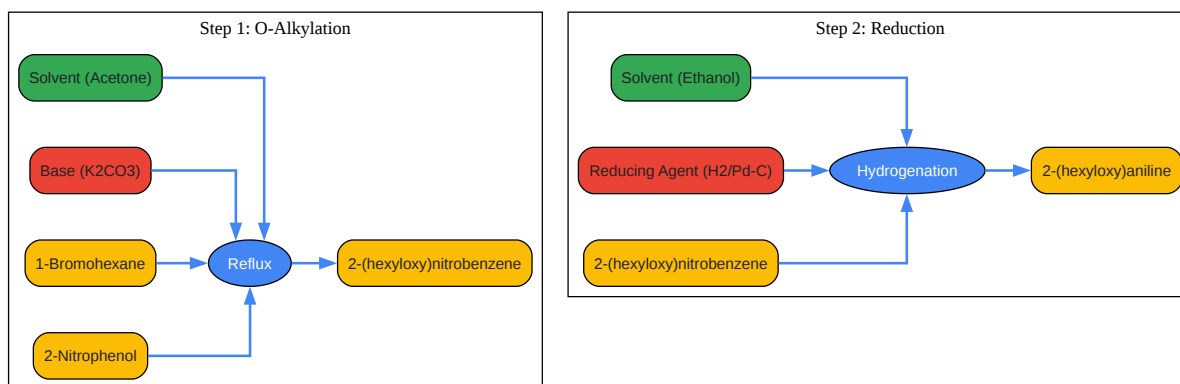 Step 1: O-Alkylation
Solvent (Acetone)
Base (K2CO3)
1-Bromohexane
Reflux
2-(hexyloxy)nitrobenzene
2-Nitrophenol
Step 2: Reduction
Solvent (Ethanol)
Reducing Agent (H2/Pd-C)
Hydrogenation
2-(hexyloxy)aniline
2-(hexyloxy)nitrobenzene